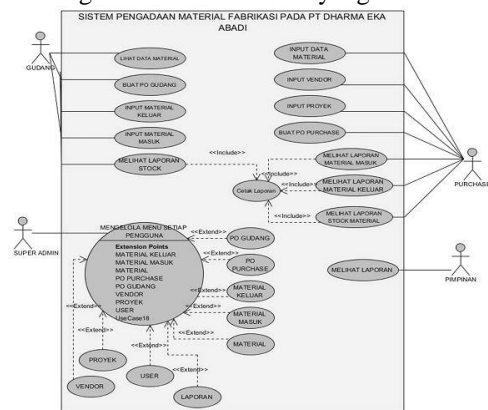 SISTEM PENGADAAN MATERIAL FABRIKASI PADA PT DHARMA EKA
ABADI
GUDANG
LIHAT DATA MATERIAL
BUAT PO GUDANG
INPUT MATERIAL
KELUAR
INPUT MATERIAL
MASUK
MELIHAT LAPORAN
STOCK
INPUT DATA
MATERIAL
INPUT VENDOR
INPUT PROYEK
BUAT PO PURCHASE
PURCHASE
<<Include>>
<<Include>>
<<Include>>
<<Include>>
MELIHAT LAPORAN
MATERIAL MASUK
MELIHAT LAPORAN
MATERIAL KELUAR
MELIHAT LAPORAN
STOCK MATERIAL
Cetak Laporan
SUPER ADMIN
MENGELOLA MENU SETIAP
PENGGUNA
Extension Points
MATERIAL KELUAR
MATERIAL MASUK
MATERIAL
PO PURCHASE
PO GUDANG
VENDOR
PROYEK
USER
UseCase18
<<Extend>>
PO GUDANG
<<Extend>>
PO
PURCHASE
<<Extend>>
MATERIAL
KELUAR
<<Extend>>
MATERIAL
MASUK
<<Extend>>
MATERIAL
MELIHAT LAPORAN
PIMPINAN
<<Extend>>
<<Extend>>
<<Extend>>
PROYEK
VENDOR
USER
LAPORAN